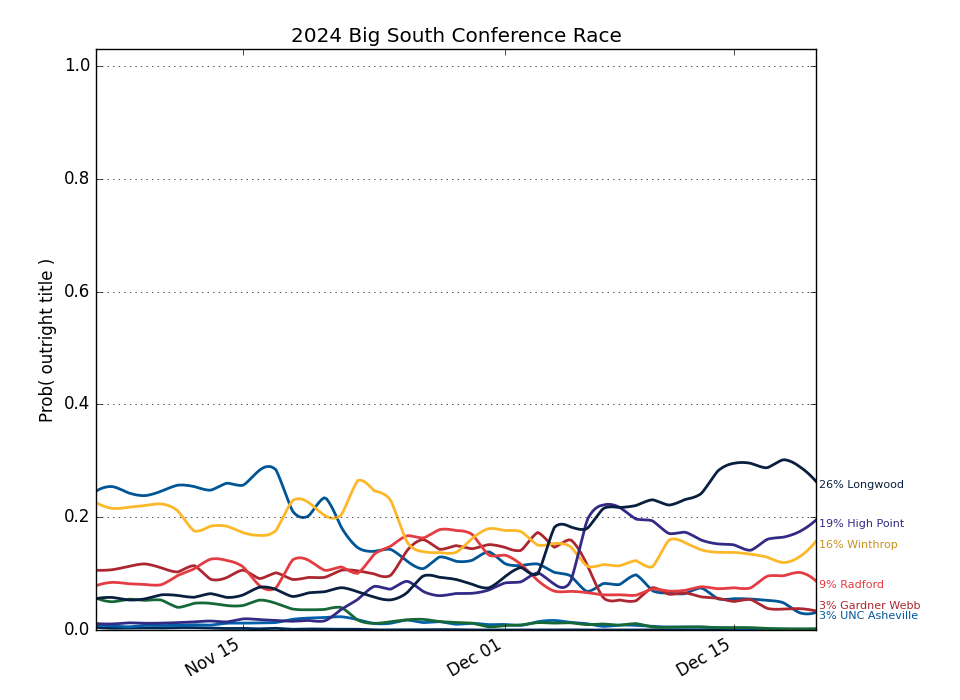 2024 Big South Conference Race
Prob( outright title )
1.0
0.8
0.6
0.4
0.2
0.0
Nov 15
Dec 01
Dec 15
26% Longwood
19% High Point
16% Winthrop
9% Radford
3% Gardner Webb
3% UNC Asheville